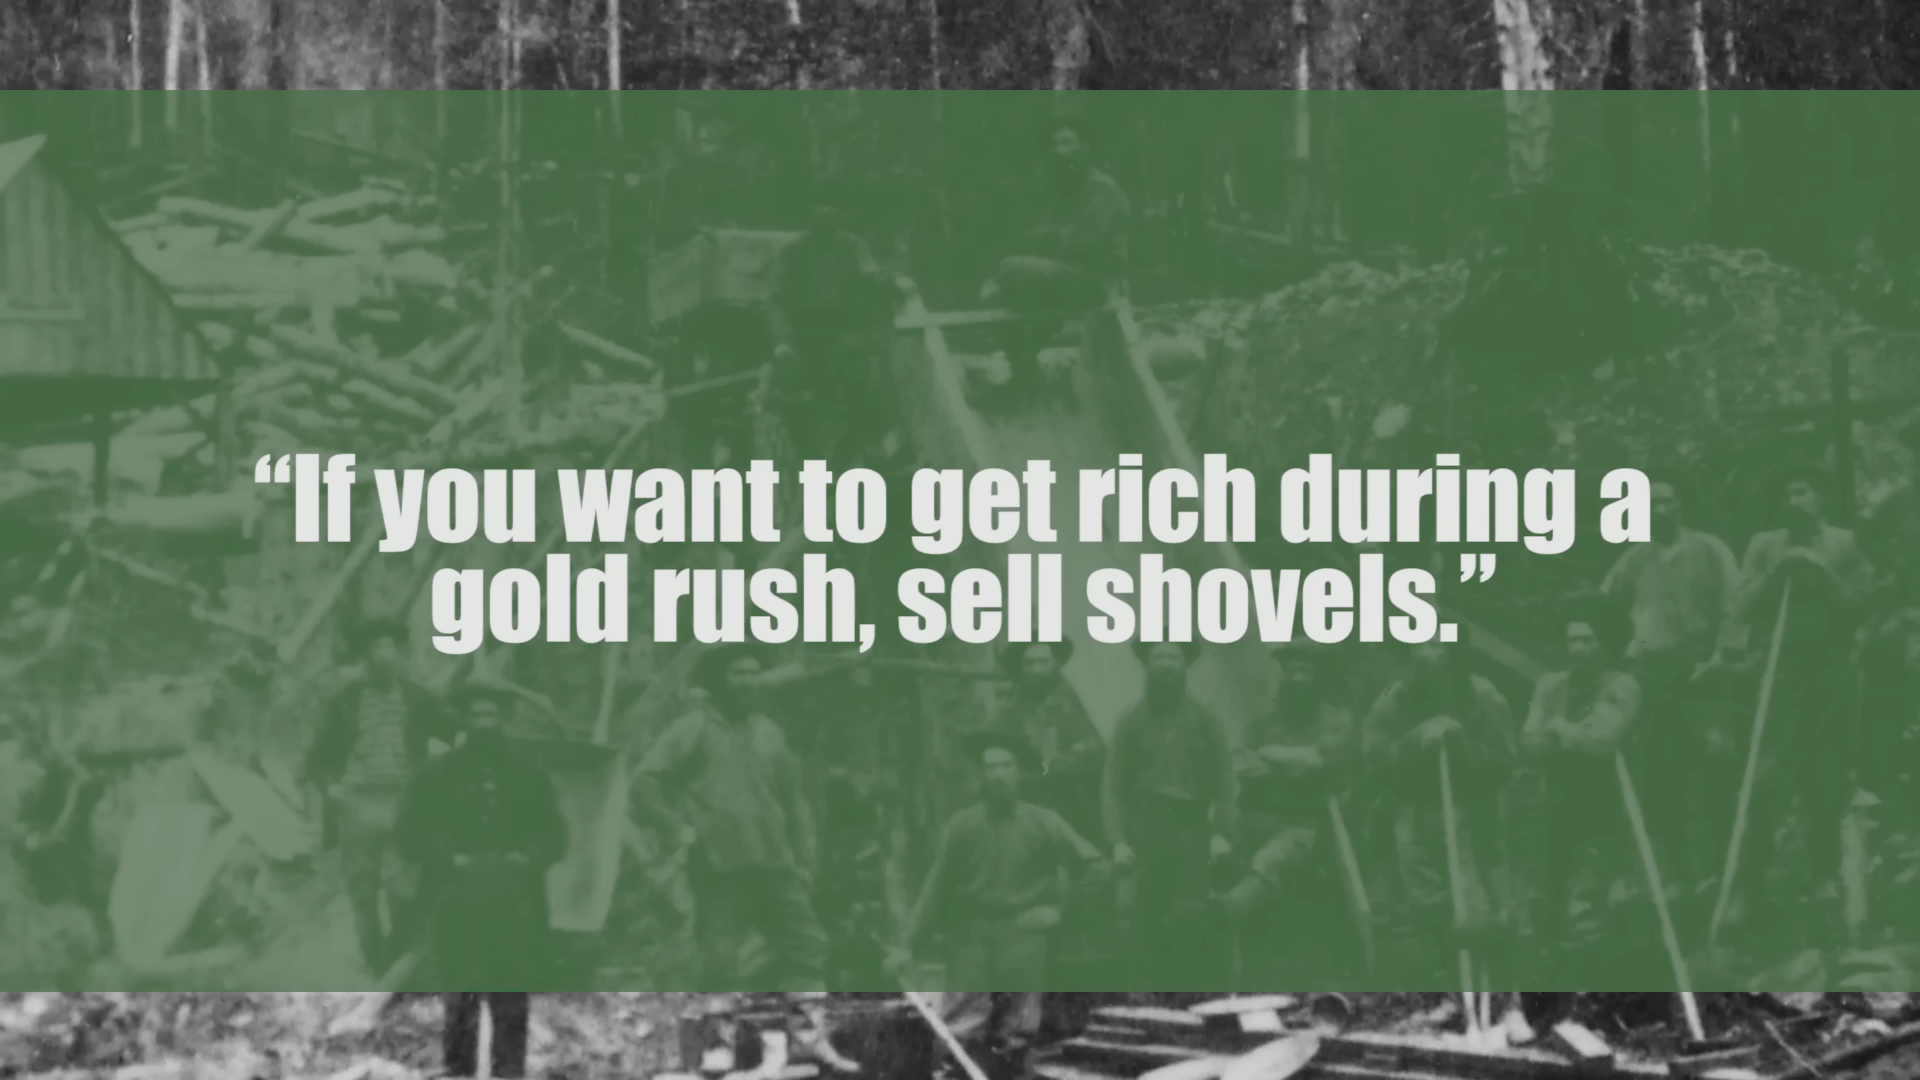 “If you want to get rich during a
gold rush, sell shovels.”